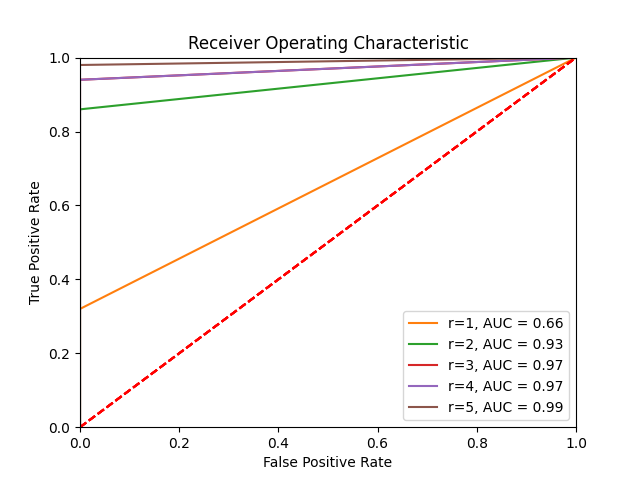 Receiver Operating Characteristic
True Positive Rate
1.0
0.8
0.6
0.4
0.2
0.0
r=1, AUC = 0.66
r=2, AUC = 0.93
r=3, AUC = 0.97
r=4, AUC = 0.97
r=5, AUC = 0.99
0.0 0.2 0.4 0.6 0.8 1.0
False Positive Rate